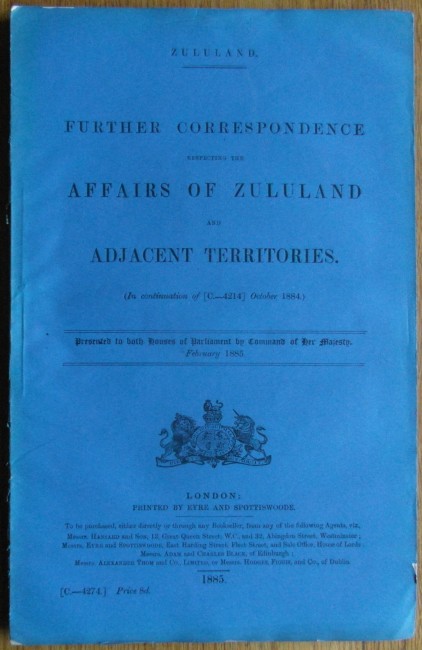 ZULULAND.
FURTHER CORRESPONDENCE
RESPECTING THE
AFFAIRS OF ZULULAND
AND
ADJACENT TERRITORIES.
(In continuation of [C.—4214] October 1884.)
Presented to both Houses of Parliament by Command of Her Majesty.
February 1885.
LONDON:
PRINTED BY EYRE AND SPOTTISWOODE.
To be purchased, either directly or through any Bookseller, from any of the following Agents, viz.,
Messrs. HANSARD and SON, 13, Great Queen Street, W.C., and 32, Abingdon Street, Westminster;
Messrs. EYRE and SPOTTISWOODE, East Harding Street, Fleet Street, and Sale Office, House of Lords;
Messrs. ADAM and CHARLES BLACK, of Edinburgh;
Messrs. ALEXANDER THOM and CO., LIMITED, or Messrs. HODGES, FIGGIS, and CO., of Dublin.
1885.
[C.—4274.] Price 8d.